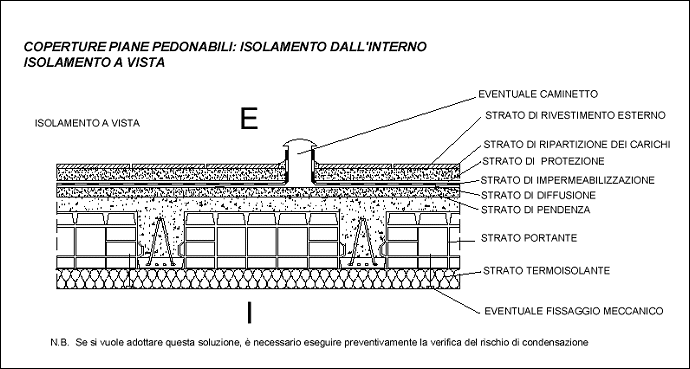 COPERTURE PIANE PEDONABILI: ISOLAMENTO DALL'INTERNO
ISOLAMENTO A VISTA
EVENTUALE CAMINETTO
STRATO DI RIVESTIMENTO ESTERNO
ISOLAMENTO A VISTA
E
STRATO DI RIPARTIZIONE DEI CARICHI
STRATO DI PROTEZIONE
STRATO DI IMPERMEABILIZZAZIONE
STRATO DI DIFFUSIONE
STRATO DI PENDENZA
STRATO PORTANTE
STRATO TERMOISOLANTE
EVENTUALE FISSAGGIO MECCANICO
I
N.B. Se si vuole adottare questa soluzione, è necessario eseguire preventivamente la verifica del rischio di condensazione